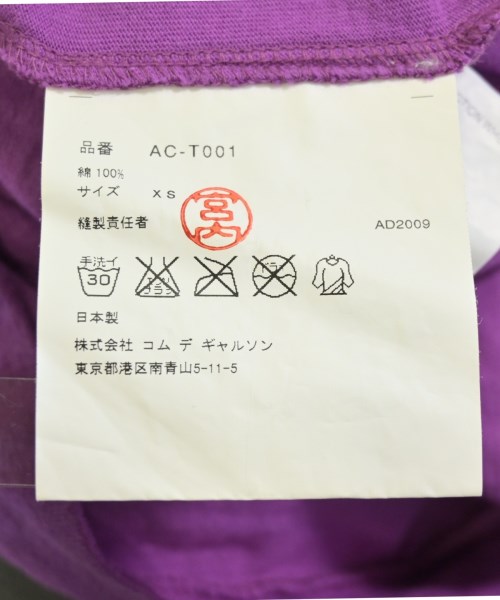 品番 AC-T001
綿 100%
サイズ xs
縫製責任者 AD2009
手洗イ
30
日本製
株式会社 コム デ ギャルソン
東京都港区南青山5-11-5